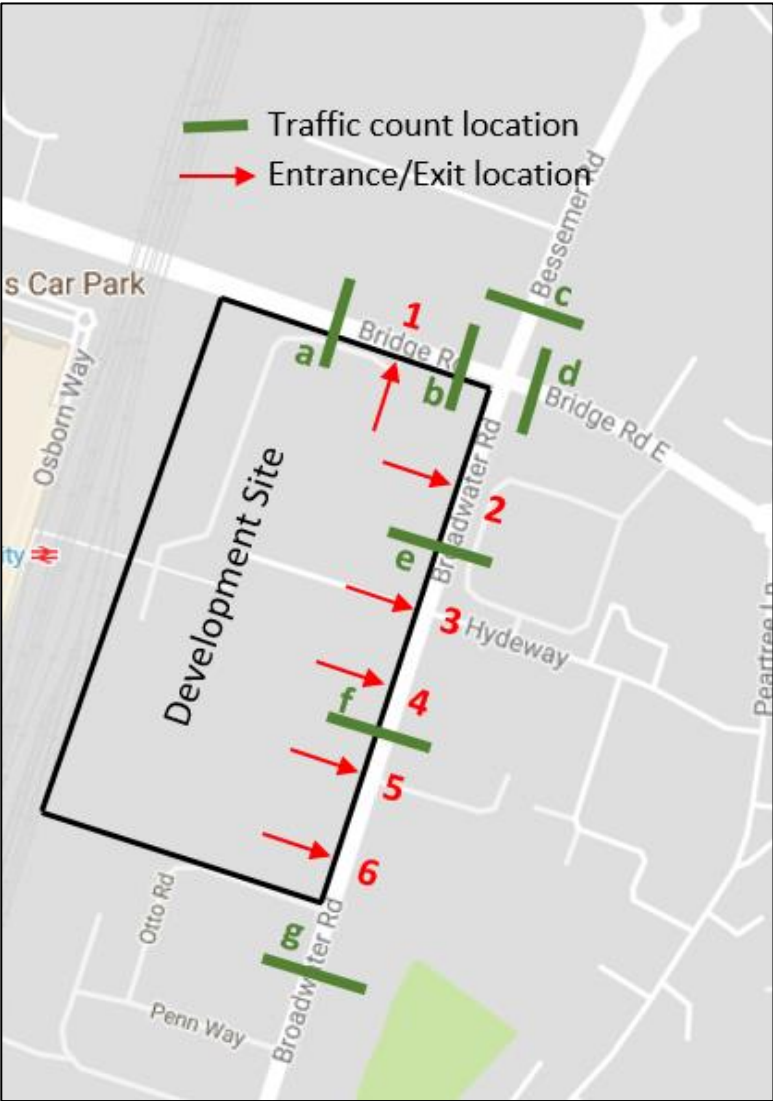 Traffic count location
Entrance/Exit location
Bessemer Rd
c
s Car Park
1
Bridge Rd
a
b
d
Bridge Rd E
Osborn Way
Broadwater Rd
2
Development Site
e
ity
3
Hydeway
Peartree Ln
4
f
5
6
Otto Rd
g
Broadwater Rd
Penn Way